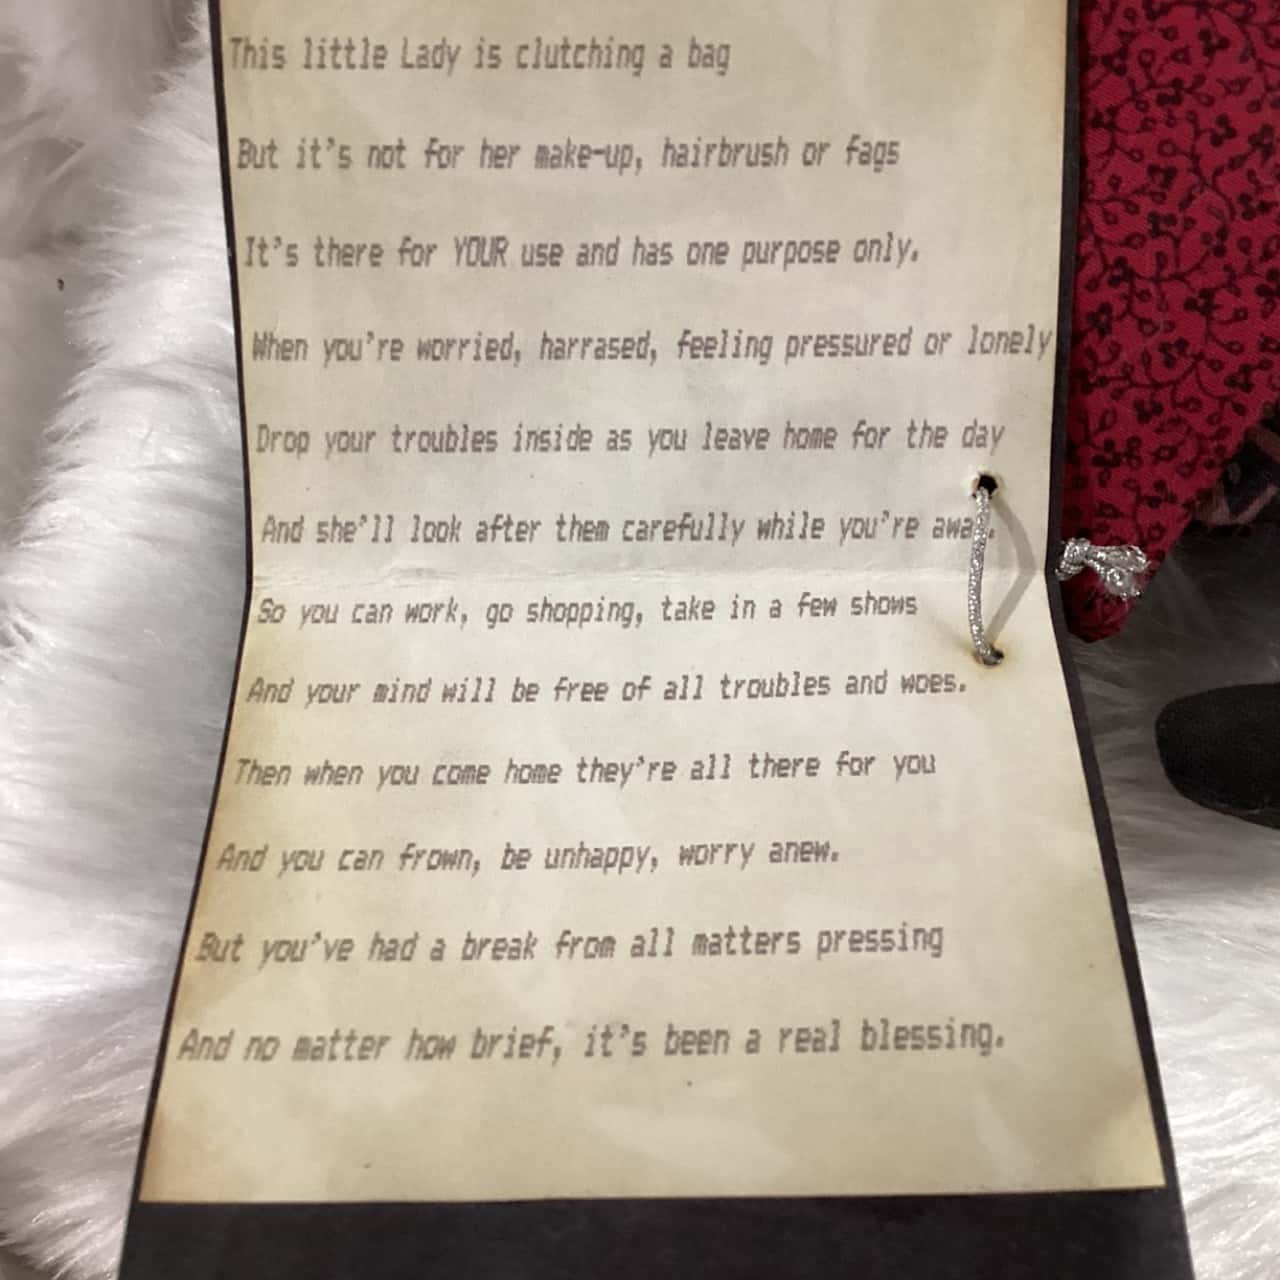 This little Lady is clutching a bag
But it's not for her make-up, hairbrush or fags
It's there for YOUR use and has one purpose only.
When you're worried, harrased, feeling pressured or lonely
Drop your troubles inside as you leave home for the day
And she'll look after them carefully while you're away.
So you can work, go shopping, take in a few shows
And your mind will be free of all troubles and woes.
Then when you come home they're all there for you
And you can frown, be unhappy, worry anew.
But you've had a break from all matters pressing
And no matter how brief, it's been a real blessing.